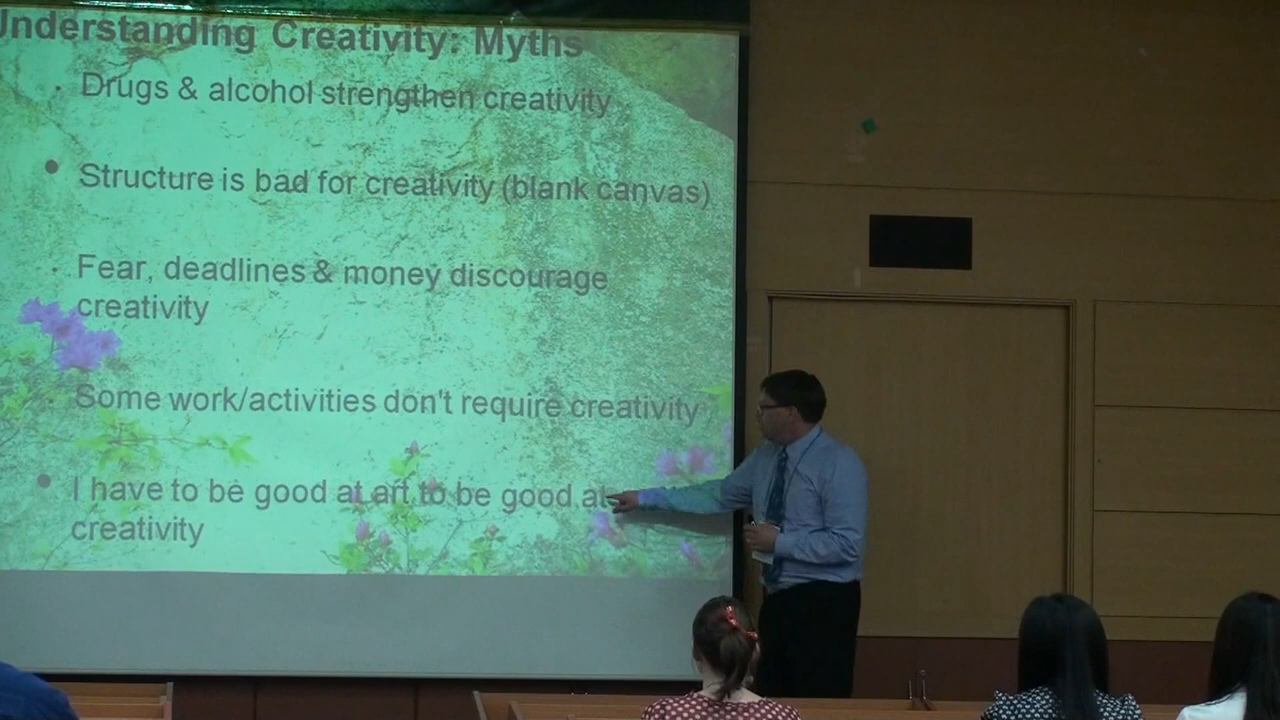 Understanding Creativity: Myths
Drugs & alcohol strengthen creativity
• Structure is bad for creativity (blank canvas)
Fear, deadlines & money discourage
creativity
Some work/activities don't require creativity
• I have to be good at art to be good at
creativity